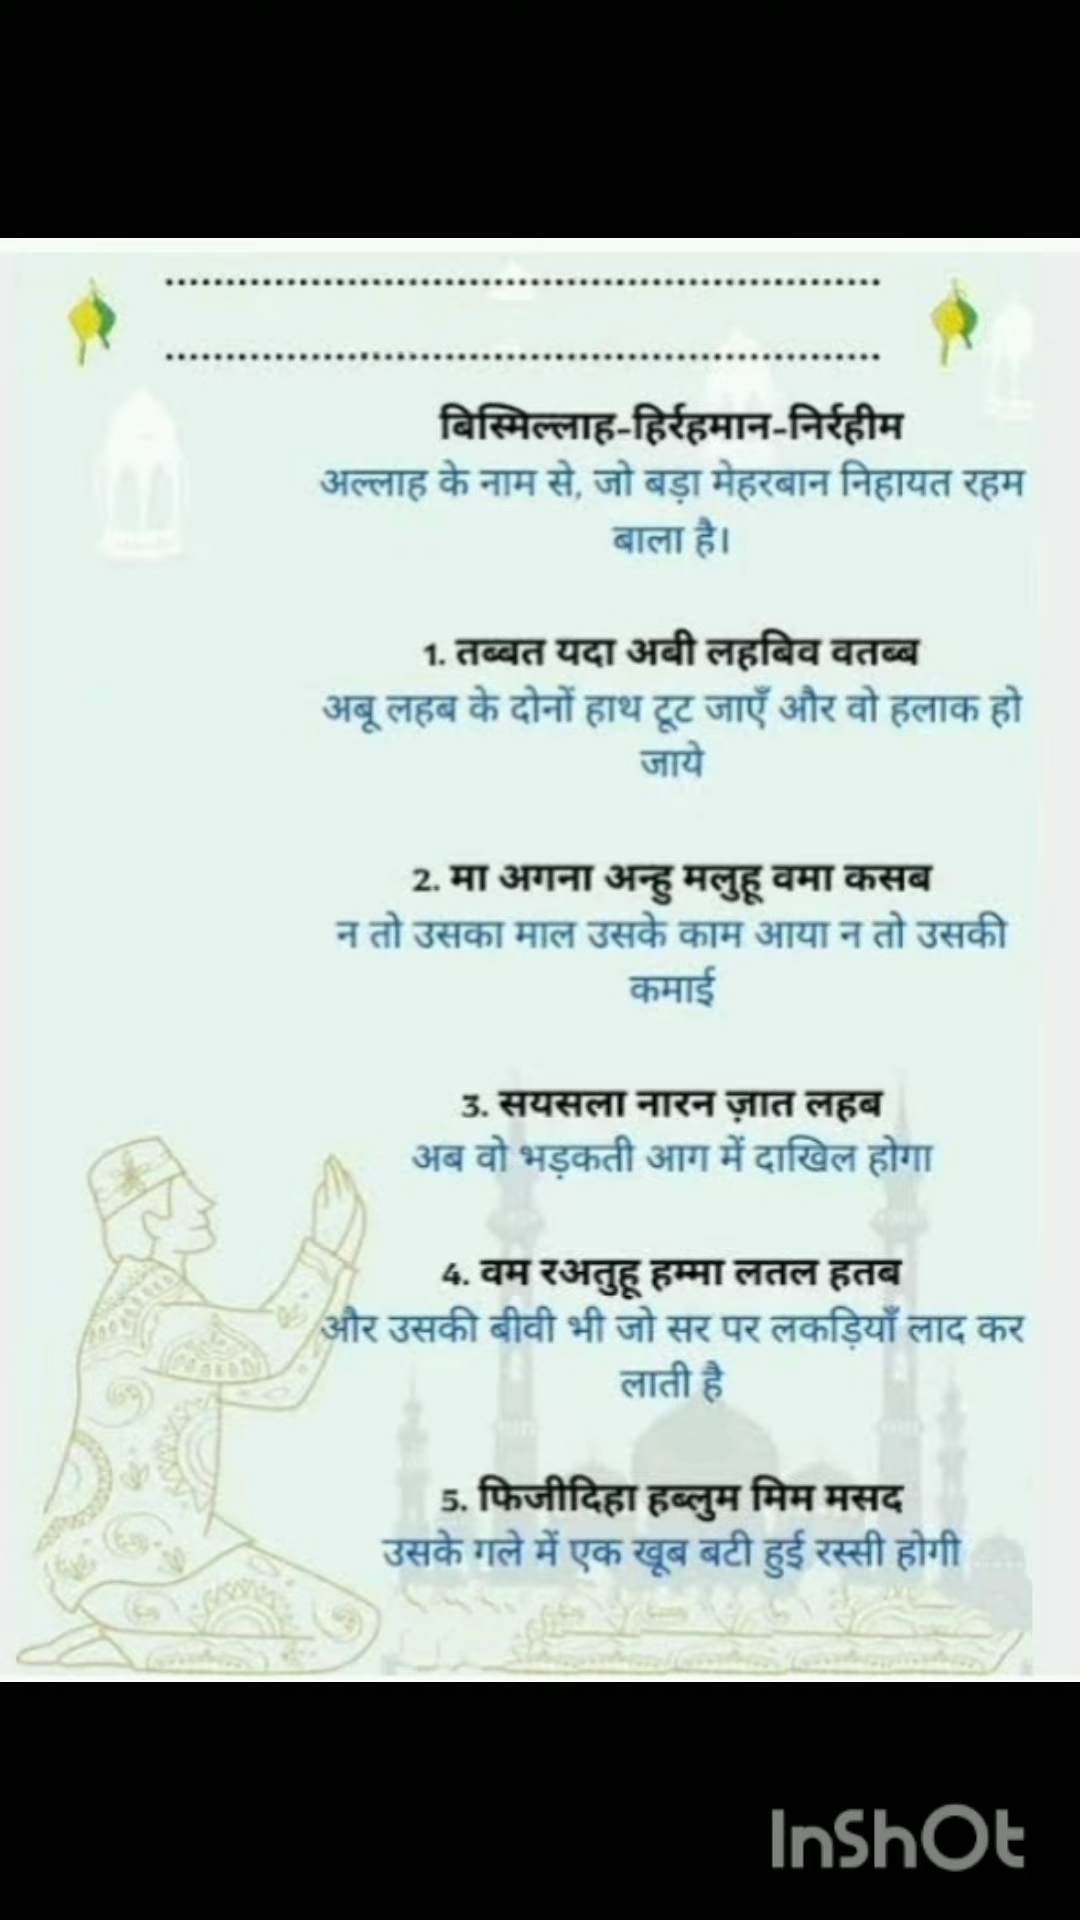 बिस्मिल्लाह-हिर्रहमान-निर्रहीम
अल्लाह के नाम से, जो बड़ा मेहरबान निहायत रहम
बाला है।
1. तब्बत यदा अबी लहबिव वतब्ब
अबू लहब के दोनों हाथ टूट जाएँ और वो हलाक हो
जाये
2. मा अगना अन्हु मलुहू वमा कसब
न तो उसका माल उसके काम आया न तो उसकी
कमाई
3. सयसला नारन ज़ात लहब
अब वो भड़कती आग में दाखिल होगा
4. वम रअतुहू हम्मा लतल हतब
और उसकी बीवी भी जो सर पर लकड़ियाँ लाद कर
लाती है
5. फिजीदिहा हब्लुम मिम मसद
उसके गले में एक खूब बटी हुई रस्सी होगी
InShOt